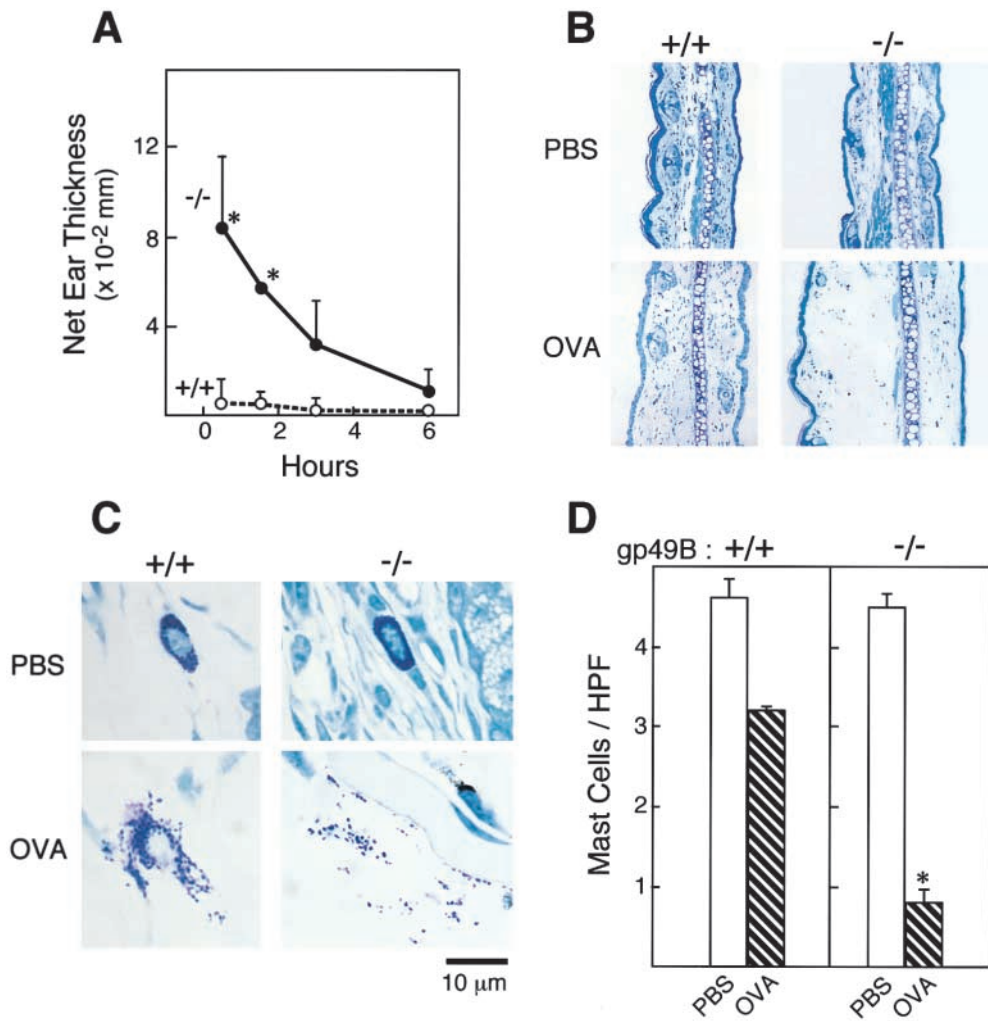 A
Net Ear Thickness
(x 10-2 mm)
12
8
4
-/-
*
*
+/+
0
2
4
6
Hours
B
+/+
-/-
PBS
OVA
C
+/+
-/-
PBS
OVA
10 μm
D
gp49B : +/+
-/-
Mast Cells / HPF
4
3
2
1
*
PBS
OVA
PBS
OVA